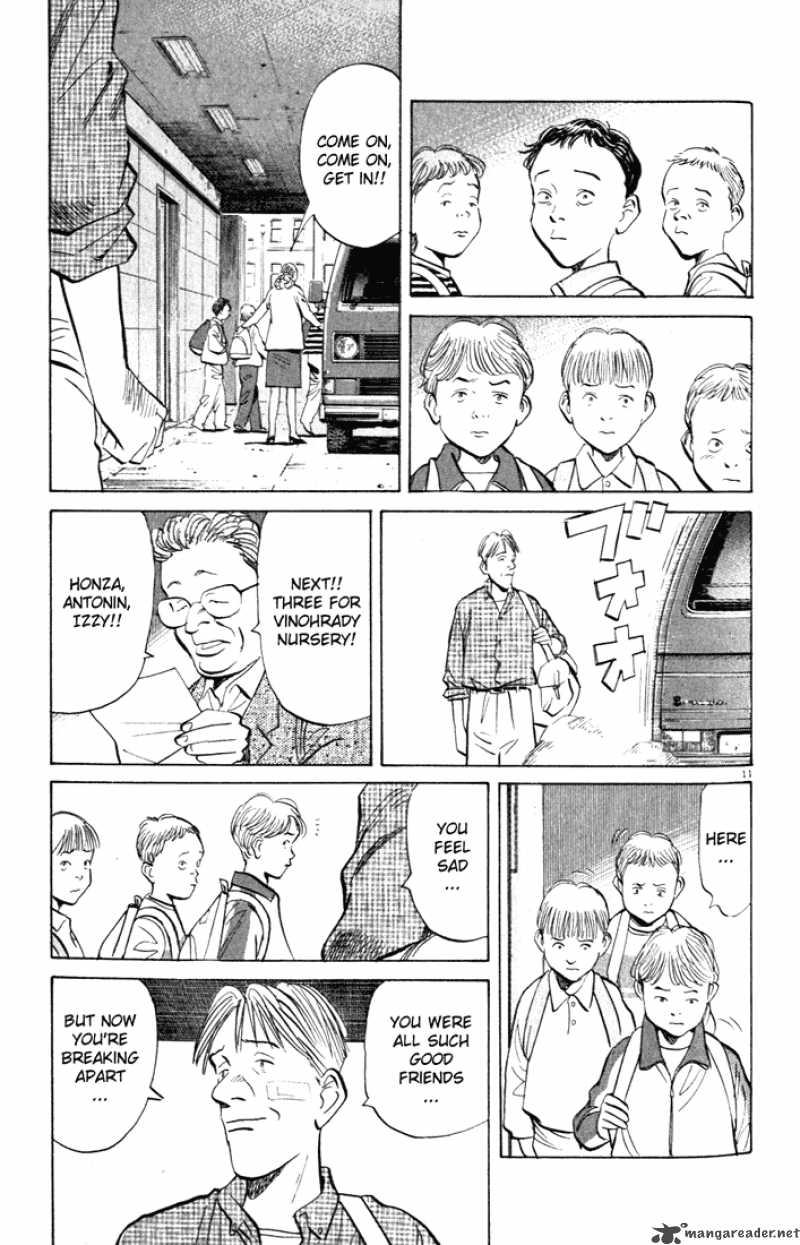 COME ON,
COME ON,
GET IN!!
ブォオオ
NEXT!!
THREE FOR
VINOHRADY
NURSERY!
HONZA,
ANTONIN,
IZZY!!
11
HERE
...
YOU
FEEL
SAD
...
YOU WERE
ALL SUCH
GOOD
FRIENDS
...
BUT NOW
YOU'RE
BREAKING
APART
...
mangareader.net